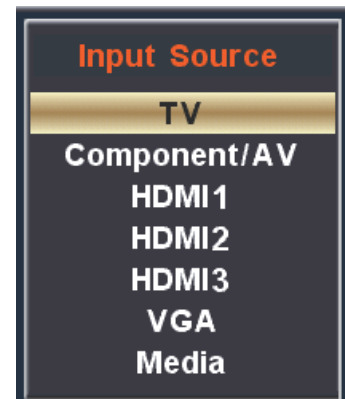 Input Source
TV
Component/AV
HDMI1
HDMI2
HDMI3
VGA
Media